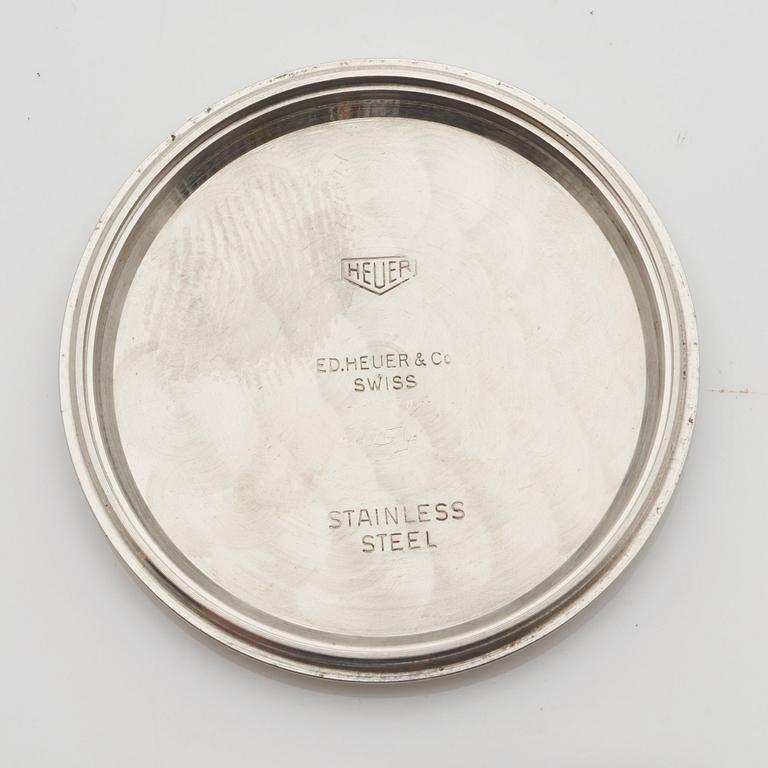 HEUER
ED.HEUER & Co
SWISS
STAINLESS
STEEL